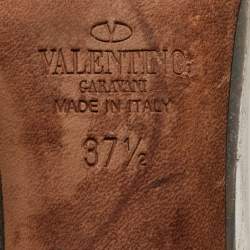 VALENTINO
GARAVANI
MADE IN ITALY
37½